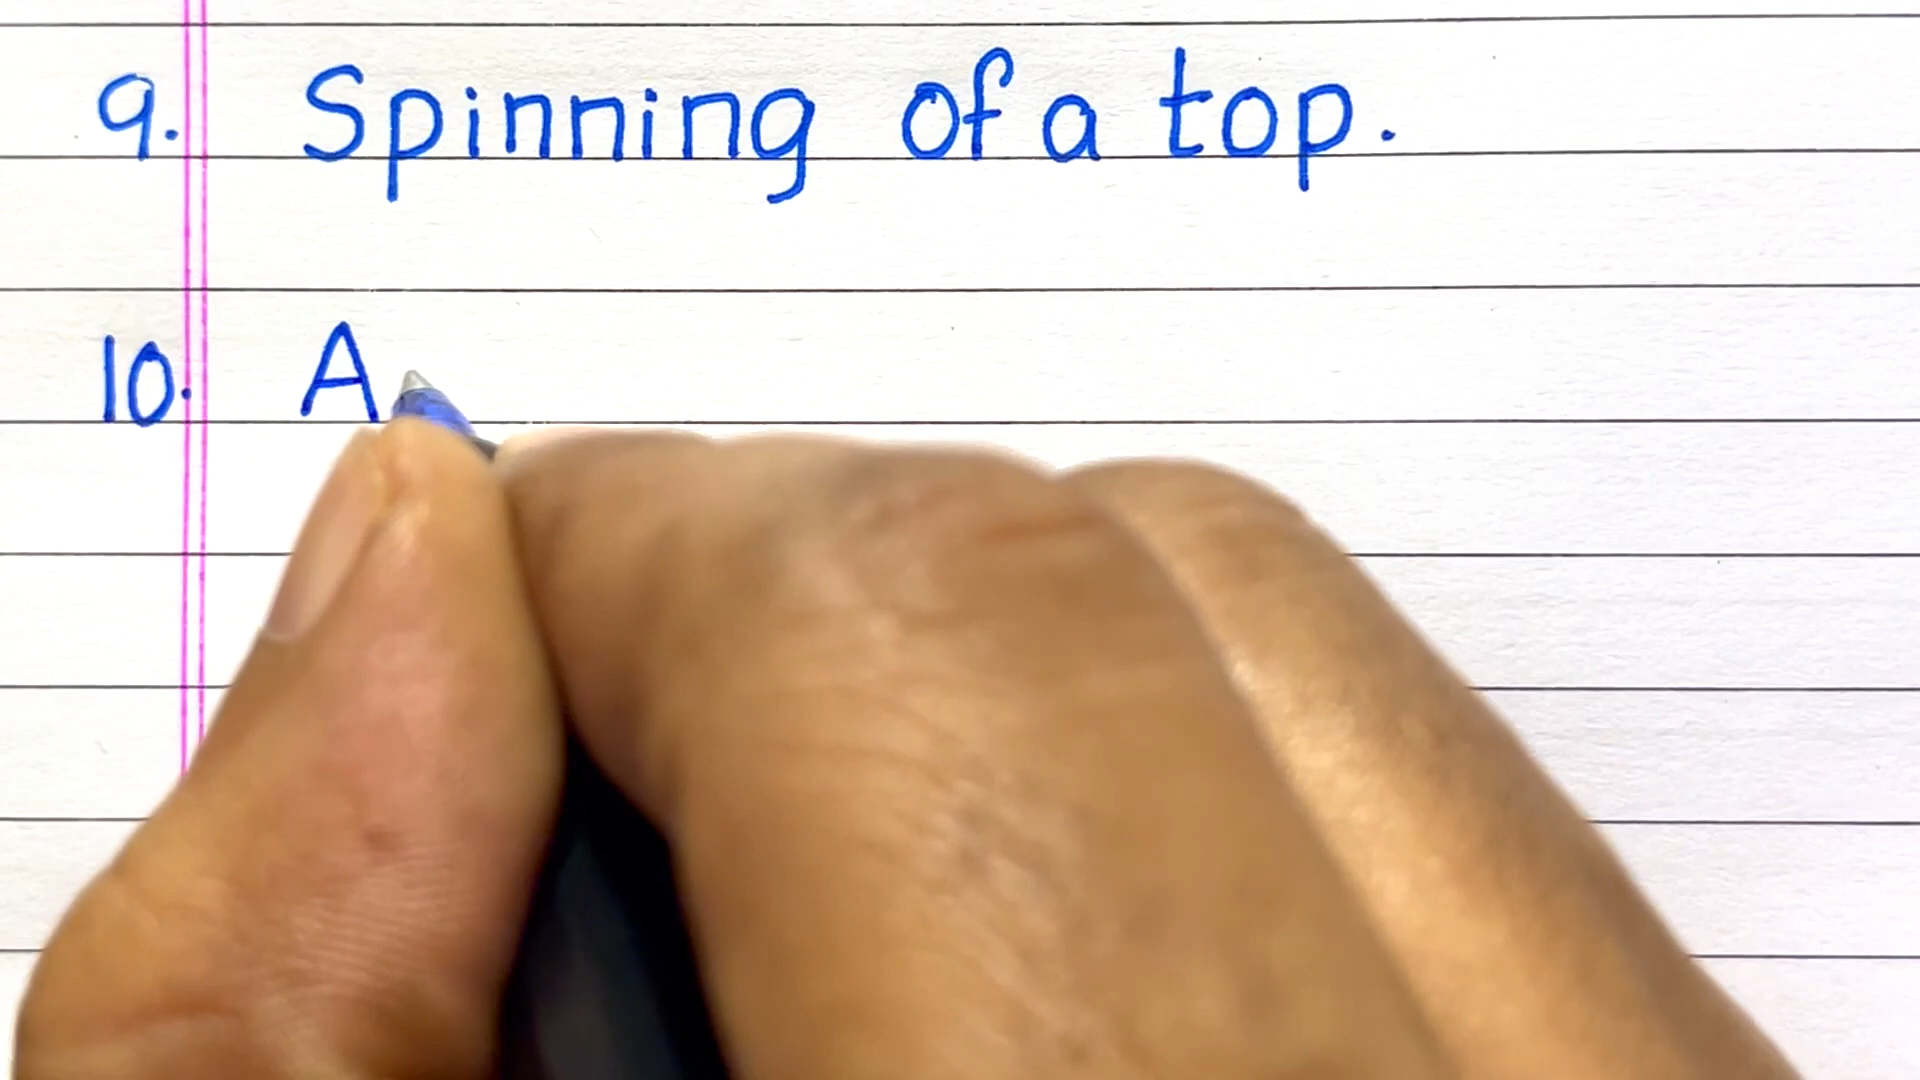 9. Spinning of a top.
10. A